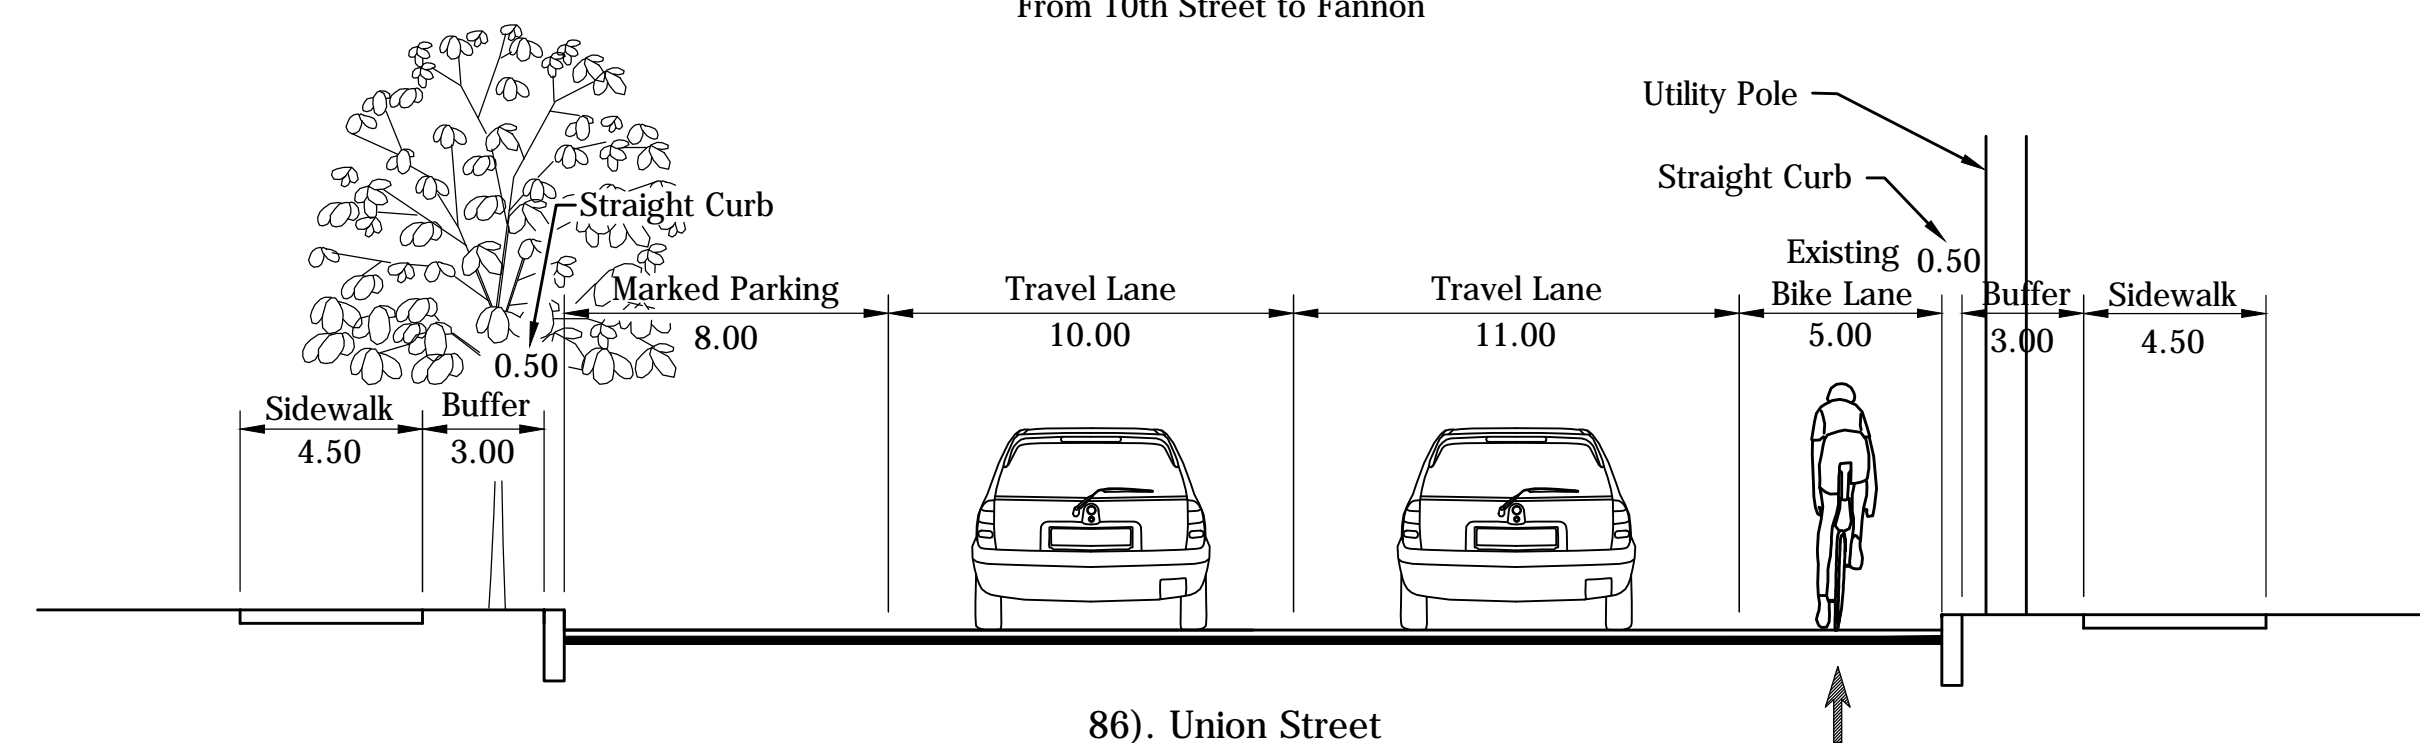 From 10th Street to Fannon
Utility Pole
Straight Curb
Straight Curb
Existing 0.50
Marked Parking Travel Lane Travel Lane Bike Lane Buffer Sidewalk
8.00 10.00 11.00 5.00 3.00 4.50
0.50
Sidewalk Buffer
4.50 3.00
86). Union Street